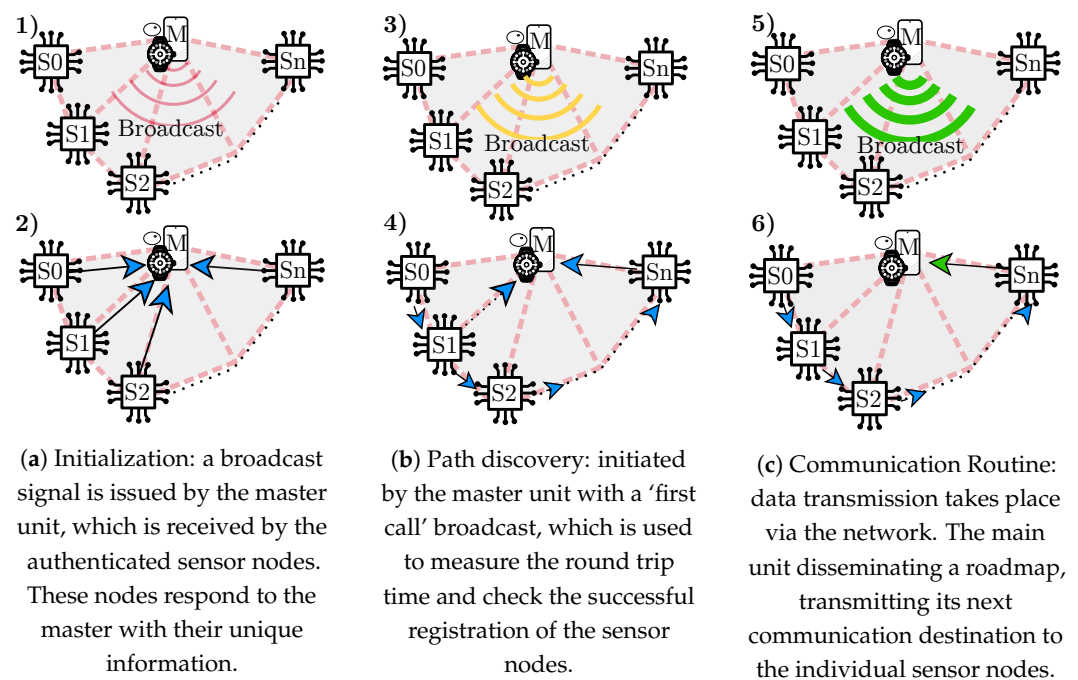 1)
M
S0
Sn
S1
Broadcast
S2
2)
M
S0
Sn
S1
S2
(a) Initialization: a broadcast
signal is issued by the master
unit, which is received by the
authenticated sensor nodes.
These nodes respond to the
master with their unique
information.
3)
M
S0
Sn
S1
Broadcast
S2
4)
M
S0
Sn
S1
S2
(b) Path discovery: initiated
by the master unit with a ‘first
call’ broadcast, which is used
to measure the round trip
time and check the successful
registration of the sensor
nodes.
5)
M
S0
Sn
S1
Broadcast
S2
6)
M
S0
Sn
S1
S2
(c) Communication Routine:
data transmission takes place
via the network. The main
unit disseminating a roadmap,
transmitting its next
communication destination to
the individual sensor nodes.